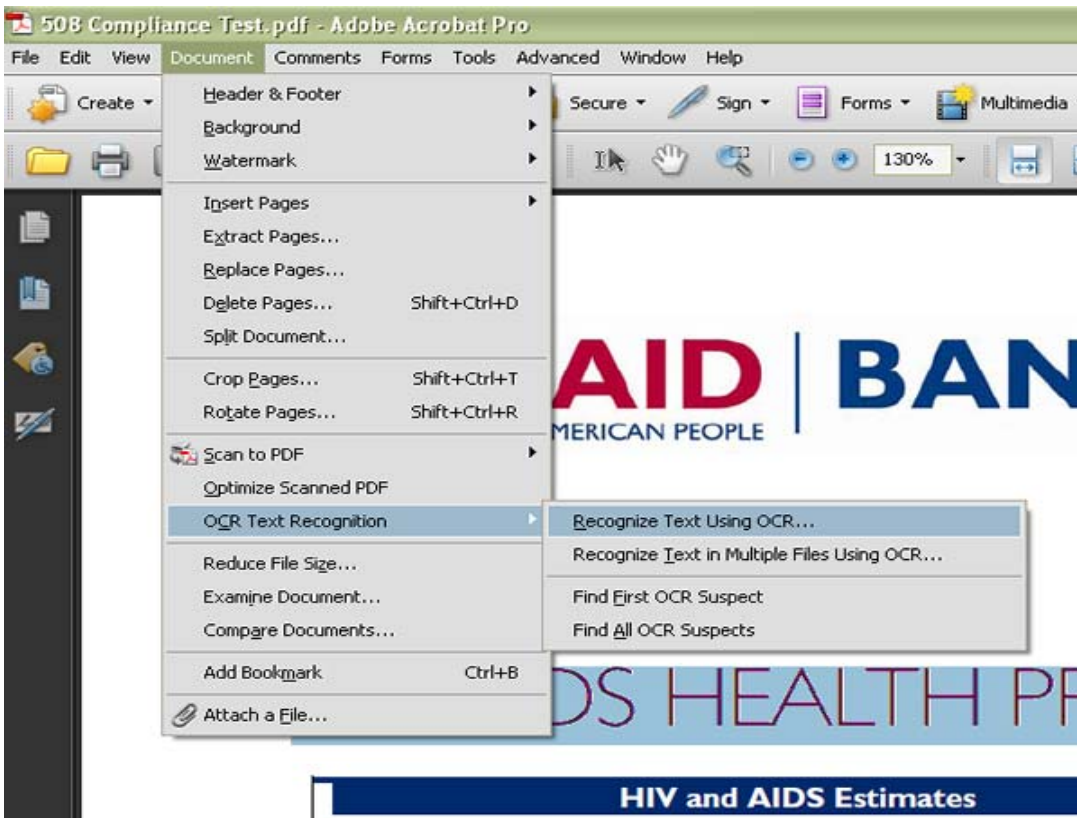 508 Compliance Test.pdf - Adobe Acrobat Pro
File Edit View Document Comments Forms Tools Advanced Window Help
Create Secure Sign Forms Multimedia
130%
Header & Footer
Background
Watermark
Insert Pages
Extract Pages...
Replace Pages...
Delete Pages... Shift+Ctrl+D
Split Document...
Crop Pages... Shift+Ctrl+T
Rotate Pages... Shift+Ctrl+R
Scan to PDF
Optimize Scanned PDF
OCR Text Recognition
Recognize Text Using OCR...
Recognize Text in Multiple Files Using OCR...
Find First OCR Suspect
Find All OCR Suspects
Reduce File Size...
Examine Document...
Compare Documents...
Add Bookmark Ctrl+B
Attach a File...
AID BAN
MERICAN PEOPLE
DS HEALTH PR
HIV and AIDS Estimates